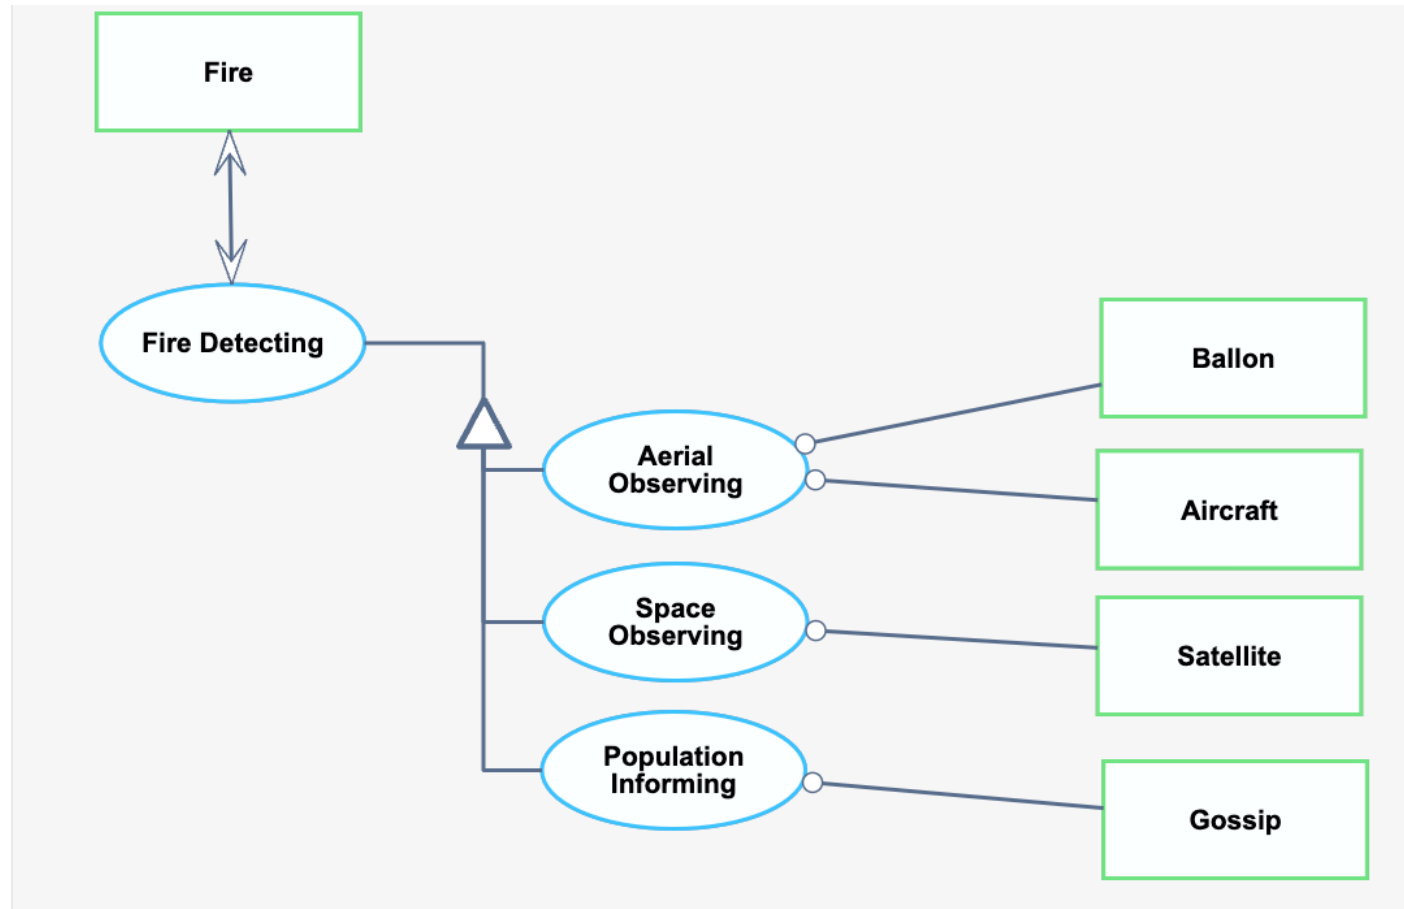 Fire
Fire Detecting
Ballon
Aerial
Observing
Aircraft
Space
Observing
Satellite
Population
Informing
Gossip